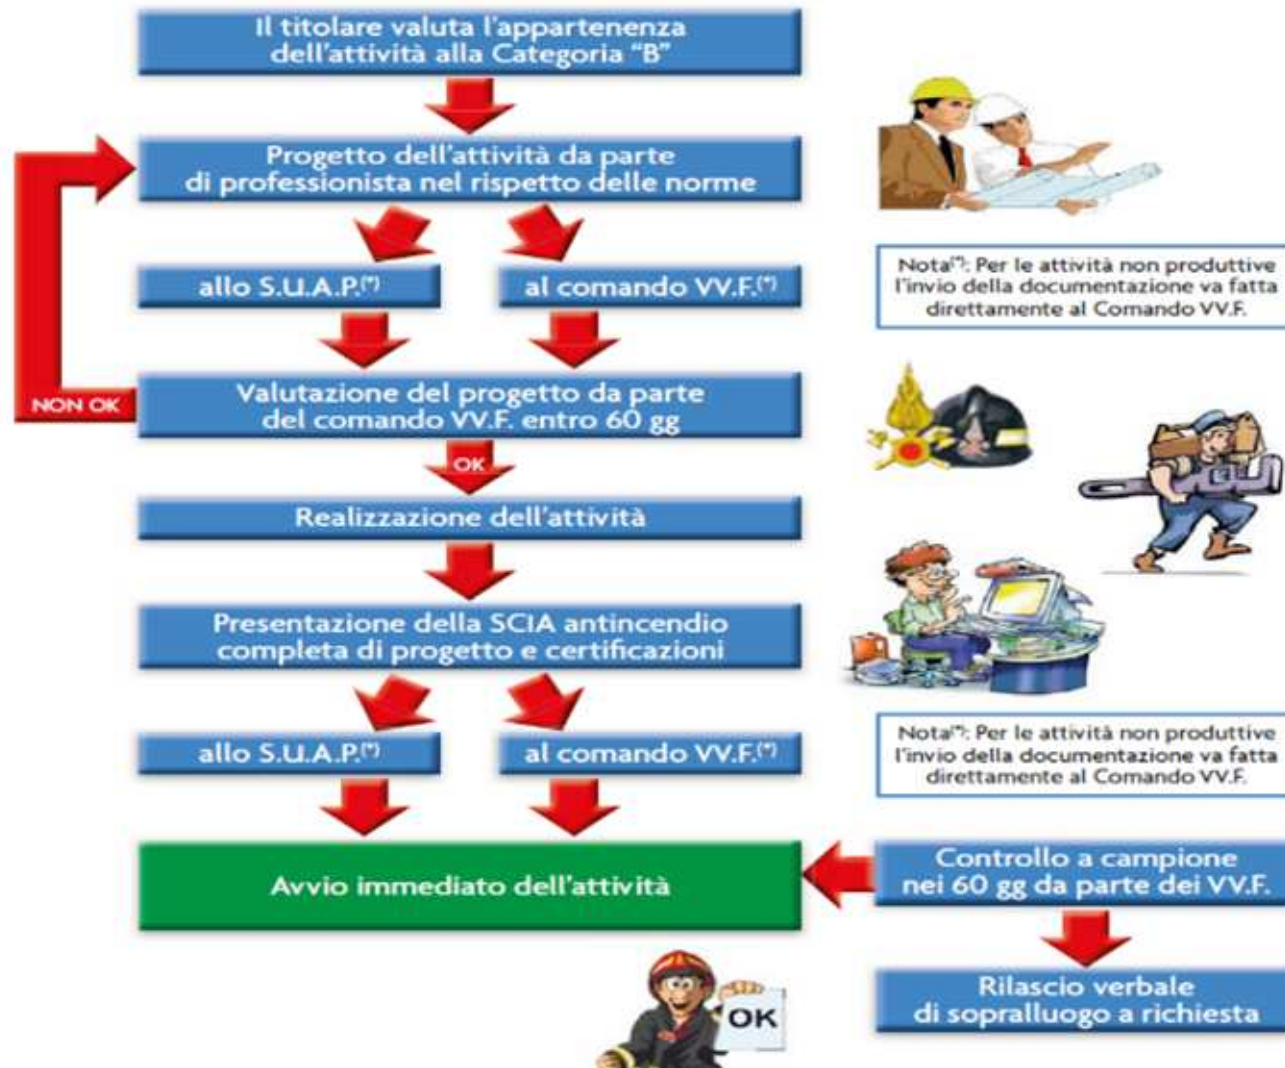 Il titolare valuta l'appartenenza
dell'attività alla Categoria "B"
Progetto dell'attività da parte
di professionista nel rispetto delle norme
allo S.U.A.P.(*)
al comando VV.F.(*)
Nota(*): Per le attività non produttive
l'invio della documentazione va fatta
direttamente al Comando VV.F.
NON OK
Valutazione del progetto da parte
del comando VV.F. entro 60 gg
OK
Realizzazione dell'attività
Presentazione della SCIA antincendio
completa di progetto e certificazioni
allo S.U.A.P.(*)
al comando VV.F.(*)
Nota(*): Per le attività non produttive
l'invio della documentazione va fatta
direttamente al Comando VV.F.
Avvio immediato dell'attività
Controllo a campione
nei 60 gg da parte dei VV.F.
Rilascio verbale
di sopralluogo a richiesta
OK